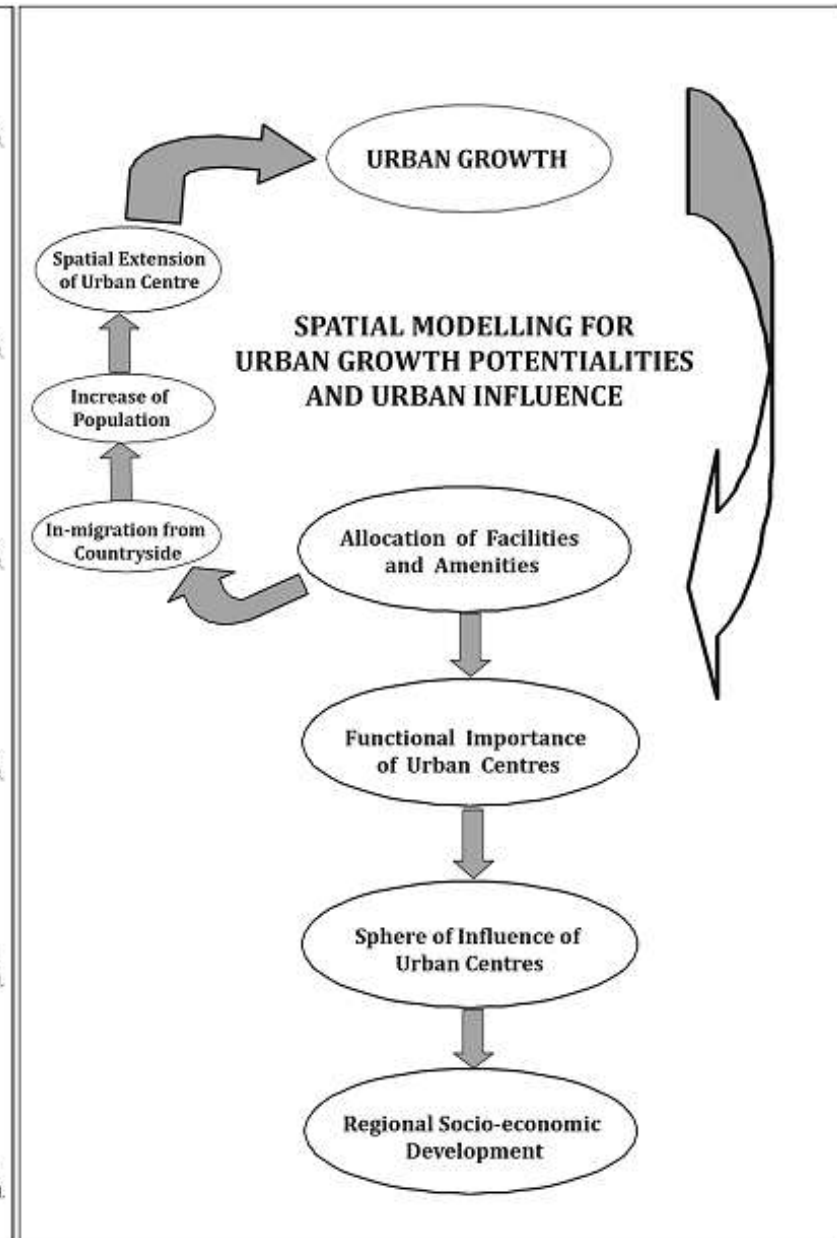 URBAN GROWTH
Spatial Extension
of Urban Centre
SPATIAL MODELLING FOR
URBAN GROWTH POTENTIALITIES
AND URBAN INFLUENCE
Increase of
Population
In-migration from
Countryside
Allocation of Facilities
and Amenities
Functional Importance
of Urban Centres
Sphere of Influence of
Urban Centres
Regional Socio-economic
Development